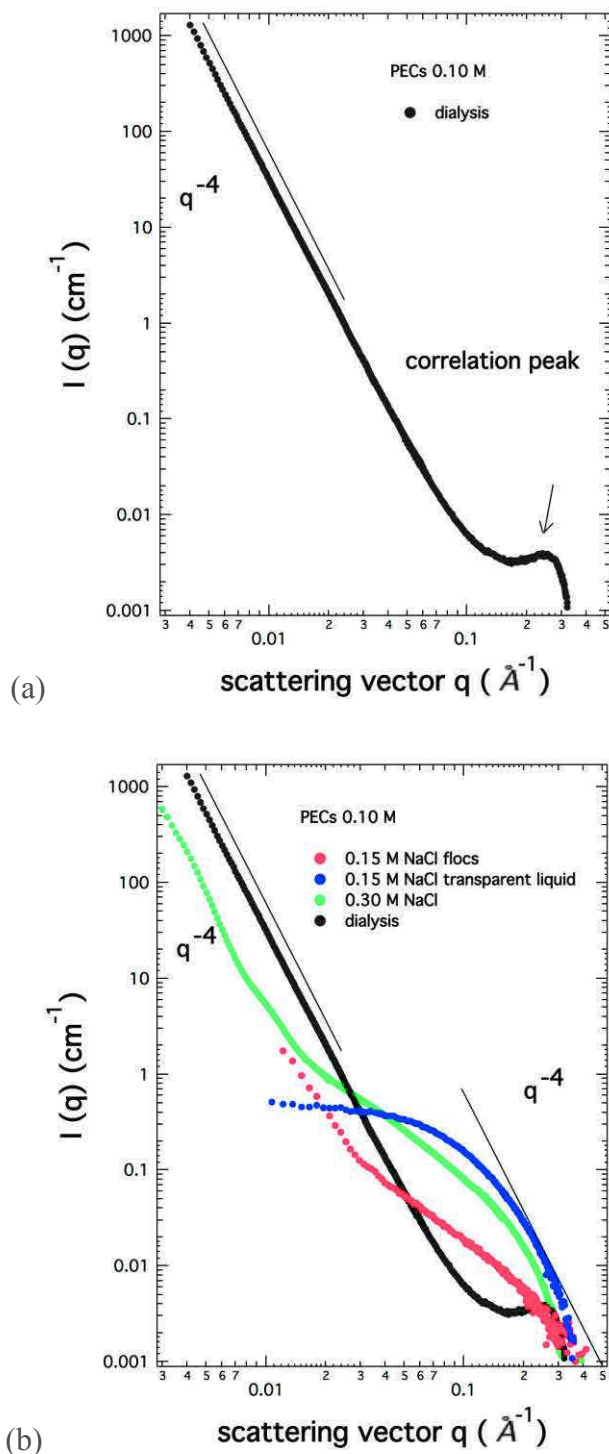 1000
PECs 0.10 M
dialysis
100
q-4
10
I (q) (cm-1)
1
correlation peak
0.1
0.01
0.001
3 4 5 6 7 2 3 4 5 6 7 2 3 4 5
0.01 0.1
scattering vector q ( Å-1)
(a)
1000
PECs 0.10 M
0.15 M NaCl flocs
0.15 M NaCl transparent liquid
100
0.30 M NaCl
dialysis
q-4
10
I (q) (cm-1)
1
q-4
0.1
0.01
0.001
3 4 5 6 7 2 3 4 5 6 7 2 3 4 5
0.01 0.1
scattering vector q ( Å-1)
(b)